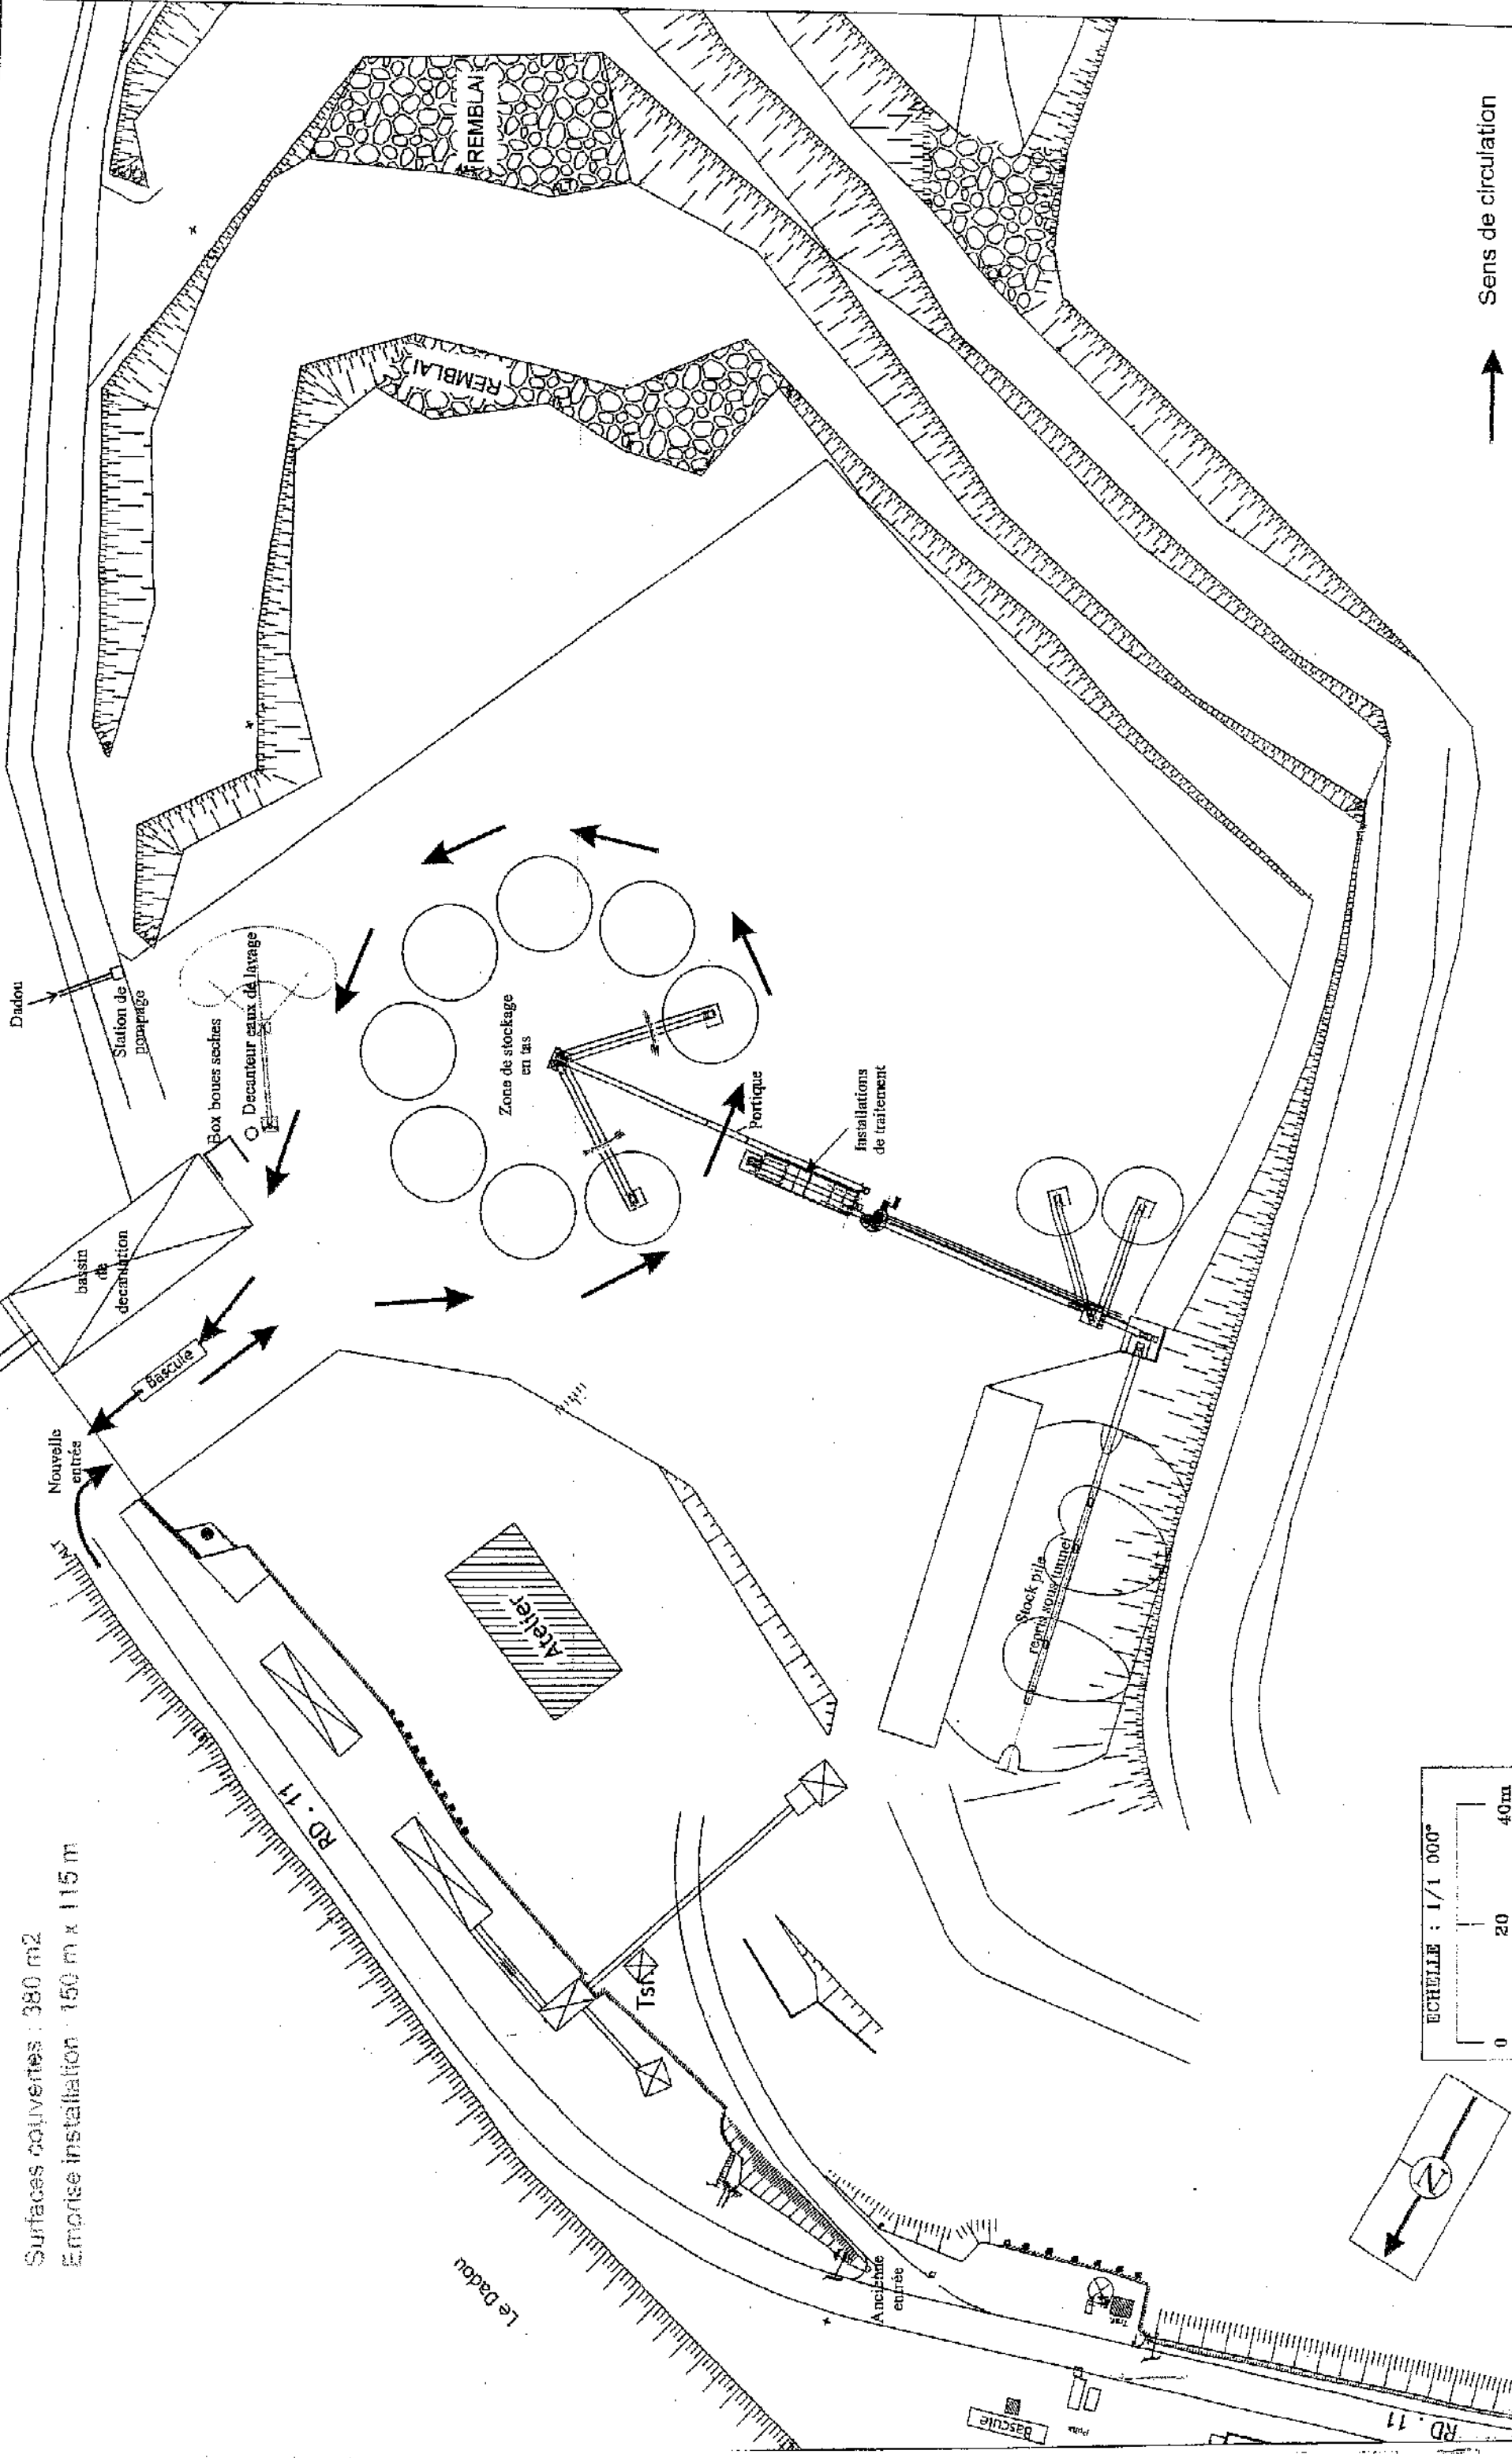 Surfaces couvertes : 380 m2
Emprise installation : 150 m x 115 m
Dadou
Station de
pompage
Box boues seches
Decanteur eaux de lavage
REMBLAI
REMBLAI
bassin
de
decantation
Bascule
Nouvelle
entrée
Zone de stockage
en tas
Portique
Installations
de traitement
Atelier
Stock pile
repris sous tunnel
RD . 11
Le Dadou
Ancienne
entrée
Bascule
RD . 11
N
ECHELLE : 1/1 000°
0 20 40m
Sens de circulation